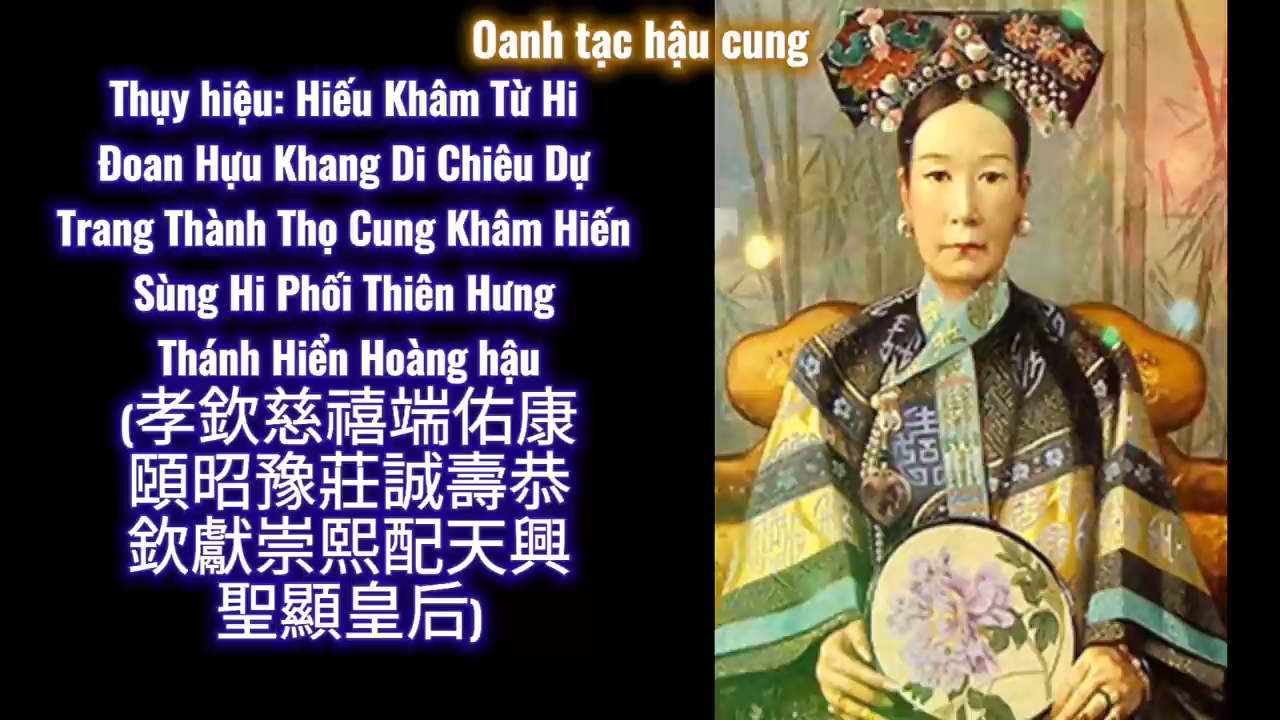 Oanh tạc hậu cung
Thụy hiệu: Hiếu Khâm Từ Hi
Đoan Hựu Khang Di Chiêu Dự
Trang Thành Thọ Cung Khâm Hiến
Sùng Hi Phối Thiên Hưng
Thánh Hiển Hoàng hậu
(孝欽慈禧端佑康
頤昭豫莊誠壽恭
欽獻崇熙配天興
聖顯皇后)